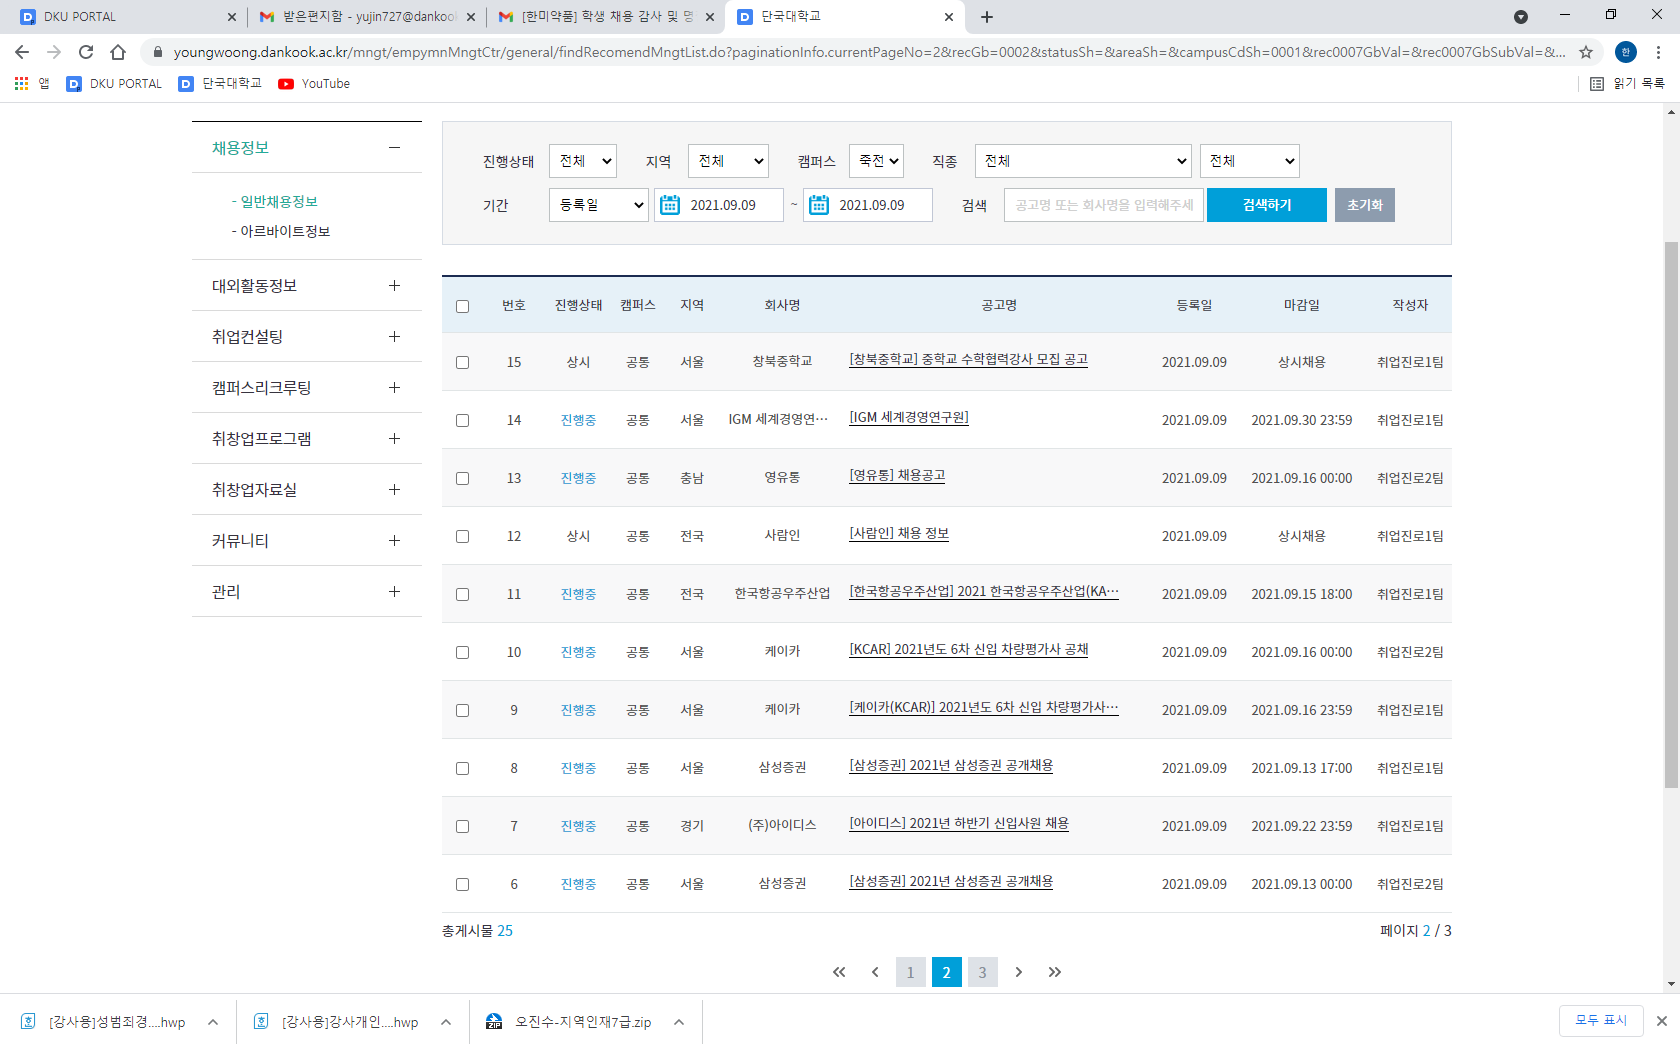 DKU PORTAL
받은편지함 - yujin727@dankook
[한미약품] 학생 채용 감사 및 명
단국대학교
youngwoong.dankook.ac.kr/mngt/empymnMngtCtr/general/findRecomendMngtList.do?paginationInfo.currentPageNo=2&recGb=0002&statusSh=&areaSh=&campusCdSh=0001&rec0007GbVal=&rec0007GbSubVal=&...
한
앱
DKU PORTAL
단국대학교
YouTube
읽기 목록
채용정보
- 일반채용정보
- 아르바이트정보
대외활동정보
취업컨설팅
캠퍼스리크루팅
취창업프로그램
취창업자료실
커뮤니티
관리
진행상태 전체 지역 전체 캠퍼스 죽전 직종 전체 전체
기간 등록일 2021.09.09 ~ 2021.09.09 검색 공고명 또는 회사명을 입력해주세 검색하기 초기화
번호 진행상태 캠퍼스 지역 회사명 공고명 등록일 마감일 작성자
15 상시 공통 서울 창북중학교 [창북중학교] 중학교 수학협력강사 모집 공고 2021.09.09 상시채용 취업진로1팀
14 진행중 공통 서울 IGM 세계경영연… [IGM 세계경영연구원] 2021.09.09 2021.09.30 23:59 취업진로1팀
13 진행중 공통 충남 영유통 [영유통] 채용공고 2021.09.09 2021.09.16 00:00 취업진로2팀
12 상시 공통 전국 사람인 [사람인] 채용 정보 2021.09.09 상시채용 취업진로1팀
11 진행중 공통 전국 한국항공우주산업 [한국항공우주산업] 2021 한국항공우주산업(KA… 2021.09.09 2021.09.15 18:00 취업진로1팀
10 진행중 공통 서울 케이카 [KCAR] 2021년도 6차 신입 차량평가사 공채 2021.09.09 2021.09.16 00:00 취업진로2팀
9 진행중 공통 서울 케이카 [케이카(KCAR)] 2021년도 6차 신입 차량평가사… 2021.09.09 2021.09.16 23:59 취업진로1팀
8 진행중 공통 서울 삼성증권 [삼성증권] 2021년 삼성증권 공개채용 2021.09.09 2021.09.13 17:00 취업진로1팀
7 진행중 공통 경기 (주)아이디스 [아이디스] 2021년 하반기 신입사원 채용 2021.09.09 2021.09.22 23:59 취업진로1팀
6 진행중 공통 서울 삼성증권 [삼성증권] 2021년 삼성증권 공개채용 2021.09.09 2021.09.13 00:00 취업진로2팀
총게시물 25
페이지 2 / 3
1 2 3
[강사용]성범죄경....hwp
[강사용]강사개인....hwp
ZIP
오진수-지역인재7급.zip
모두 표시